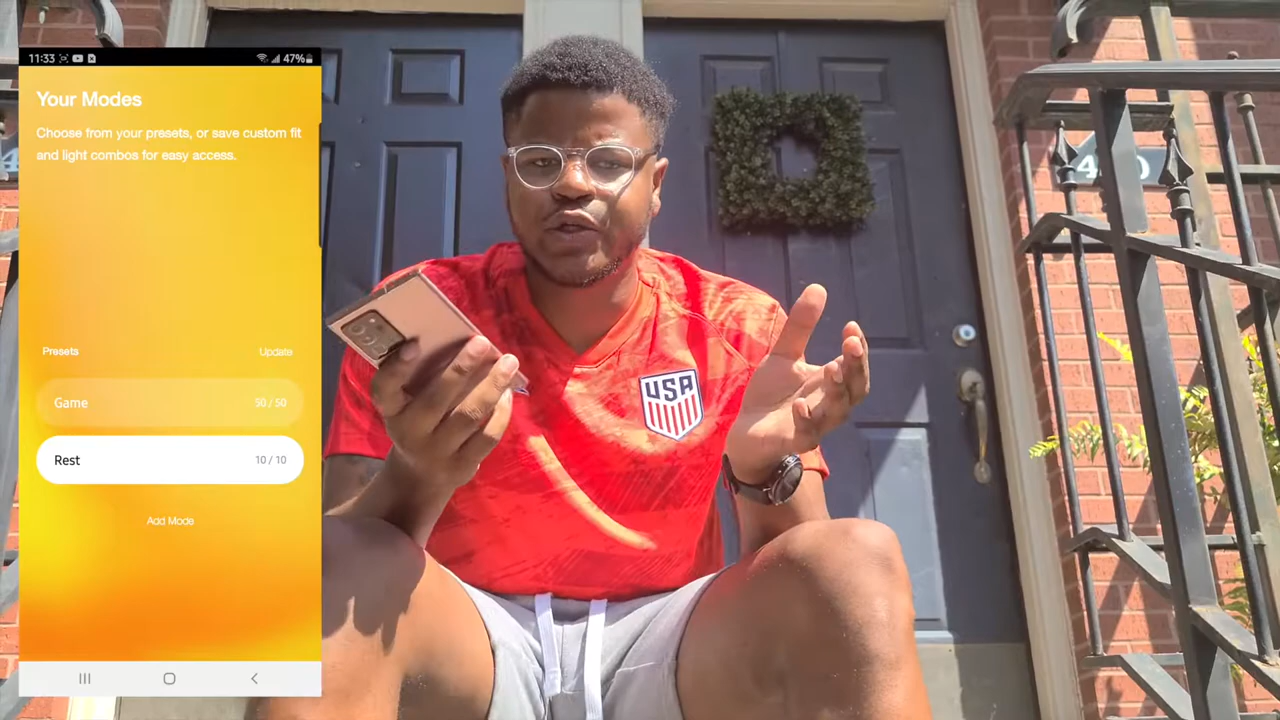 11:33
47%
Your Modes
Choose from your presets, or save custom fit
and light combos for easy access.
Presets
Update
Game
50 / 50
Rest
10 / 10
Add Mode
USA